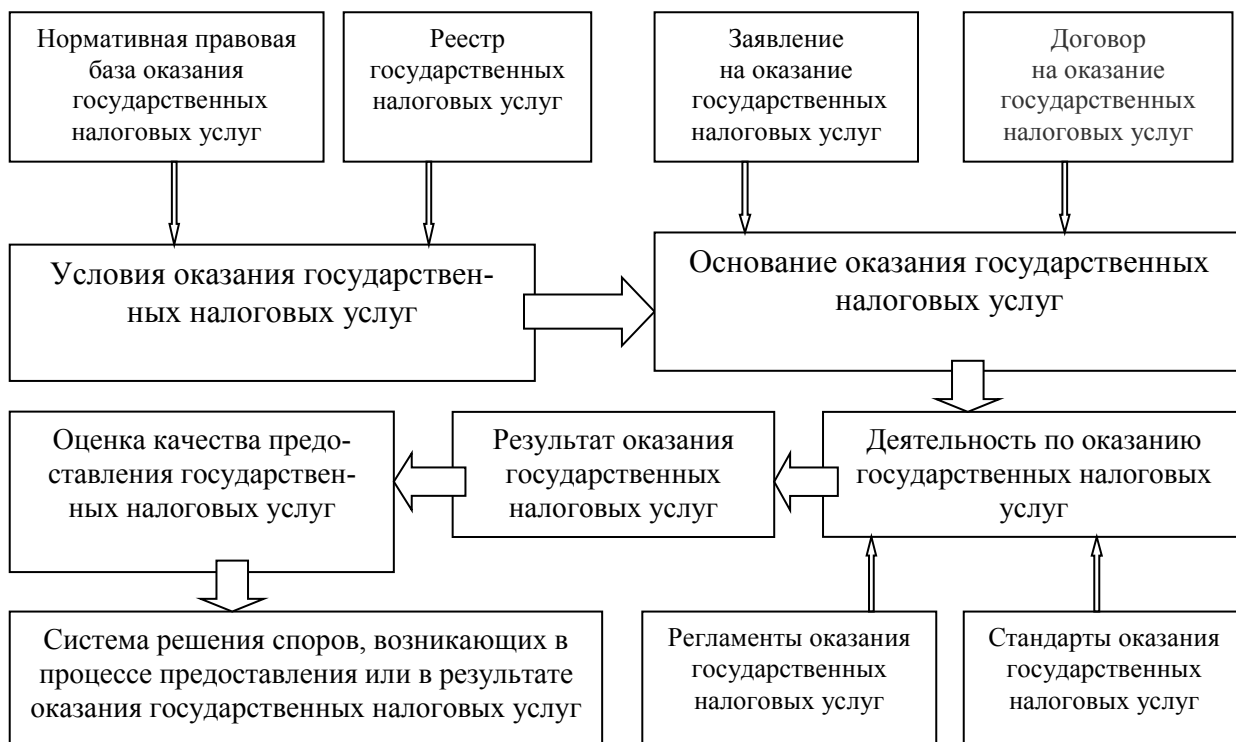 Нормативная правовая
база оказания
государственных
налоговых услуг
Реестр
государственных
налоговых услуг
Заявление
на оказание
государственных
налоговых услуг
Договор
на оказание
государственных
налоговых услуг
Условия оказания государствен-
ных налоговых услуг
Основание оказания государственных
налоговых услуг
Оценка качества предо-
ставления государствен-
ных налоговых услуг
Результат оказания
государственных
налоговых услуг
Деятельность по оказанию
государственных налоговых
услуг
Система решения споров, возникающих в
процессе предоставления или в результате
оказания государственных налоговых услуг
Регламенты оказания
государственных
налоговых услуг
Стандарты оказания
государственных
налоговых услуг